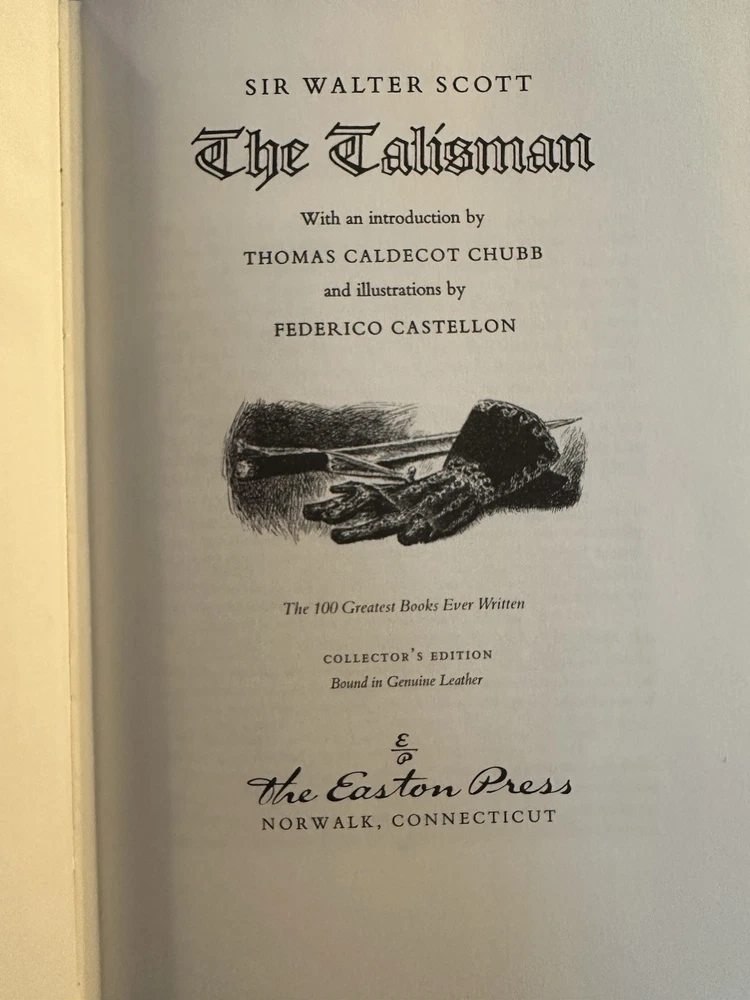 SIR WALTER SCOTT
The Talisman
With an introduction by
THOMAS CALDECOT CHUBB
and illustrations by
FEDERICO CASTELLON
The 100 Greatest Books Ever Written
COLLECTOR'S EDITION
Bound in Genuine Leather
E
P
The Easton Press
NORWALK, CONNECTICUT